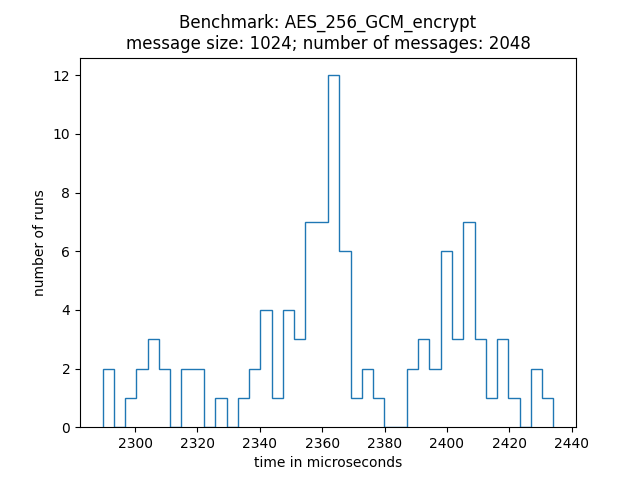 Benchmark: AES_256_GCM_encrypt
message size: 1024; number of messages: 2048
12
10
8
6
4
2
0
number of runs
2300 2320 2340 2360 2380 2400 2420 2440
time in microseconds